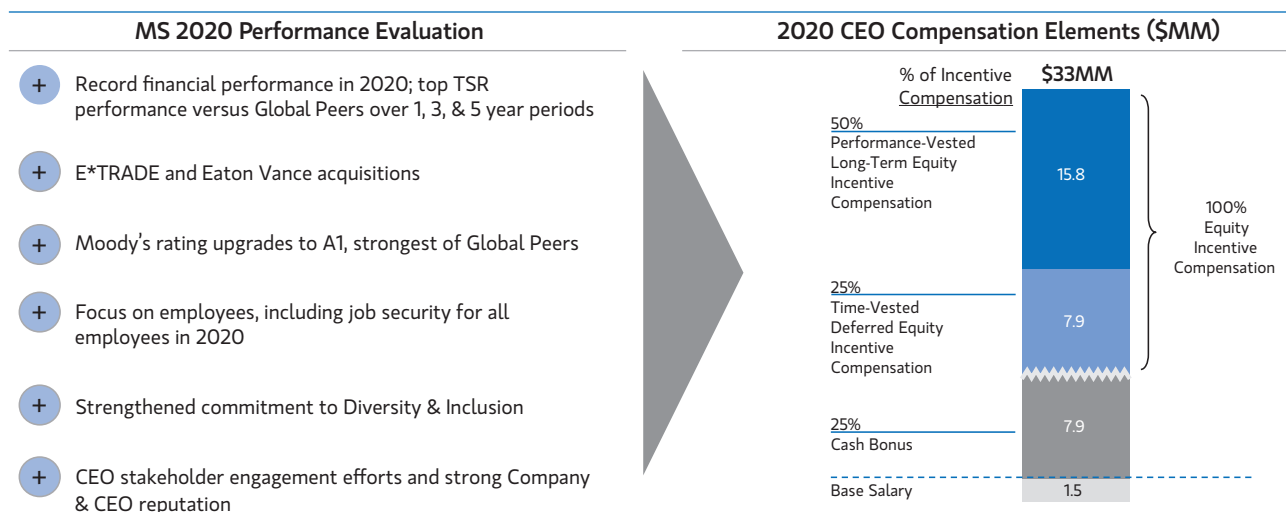 MS 2020 Performance Evaluation
+ Record financial performance in 2020; top TSR
performance versus Global Peers over 1, 3, & 5 year periods
+ E*TRADE and Eaton Vance acquisitions
+ Moody's rating upgrades to A1, strongest of Global Peers
+ Focus on employees, including job security for all
employees in 2020
+ Strengthened commitment to Diversity & Inclusion
+ CEO stakeholder engagement efforts and strong Company
& CEO reputation
2020 CEO Compensation Elements ($MM)
% of Incentive
Compensation
$33MM
50%
Performance-Vested
Long-Term Equity
Incentive
Compensation
15.8
25%
Time-Vested
Deferred Equity
Incentive
Compensation
7.9
100%
Equity
Incentive
Compensation
25%
Cash Bonus
7.9
Base Salary
1.5